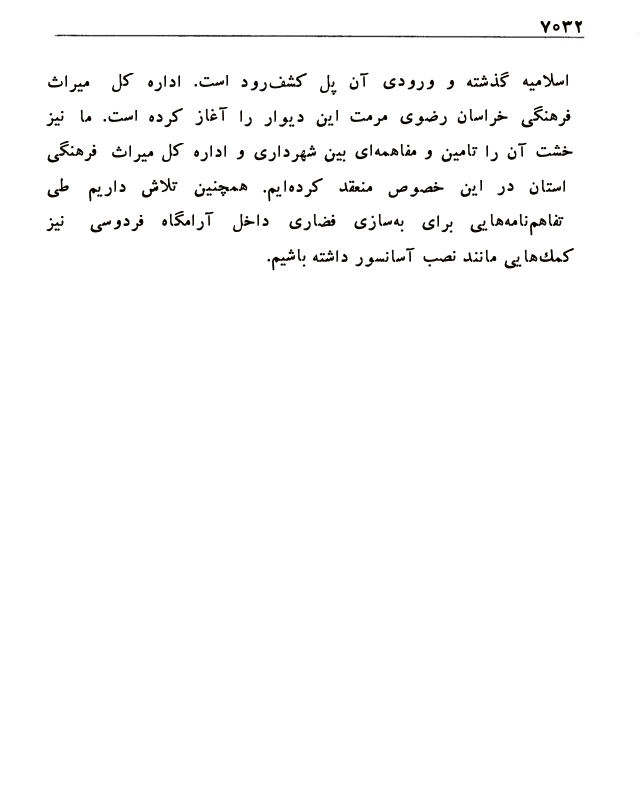 ۷۰۳۲
اسلامیه گذشته و ورودی آن پل کشف‌رود است. اداره کل میراث
فرهنگی خراسان رضوی مرمت این دیوار را آغاز کرده است. ما نیز
خشت آن را تامین و مفاهمه‌ای بین شهرداری و اداره کل میراث فرهنگی
استان در این خصوص منعقد کرده‌ایم. همچنین تلاش داریم طی
تفاهم‌نامه‌هایی برای به‌سازی فضاری داخل آرامگاه فردوسی نیز
کمك‌هایی مانند نصب آسانسور داشته باشیم.